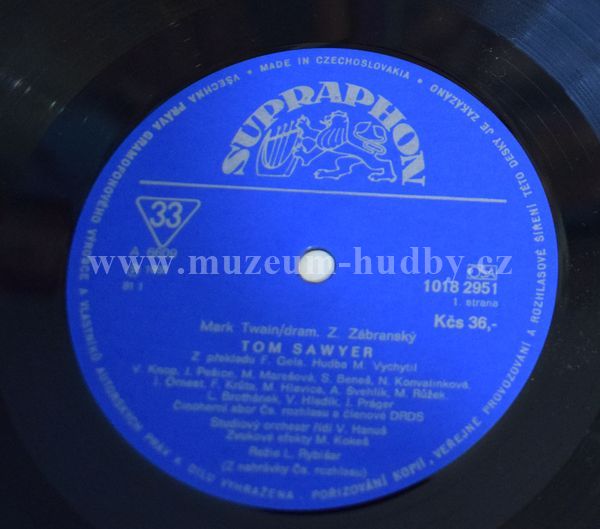 VŠECHNA PRÁVA GRAMOFONOVÉHO VÝROBCE A VLASTNÍKŮ AUTORSKÝCH PRÁV K DÍLU VYHRAZENA. POŘIZOVÁNÍ KOPIÍ, VEŘEJNÉ PROVOZOVÁNÍ A ROZHLASOVÉ ŠÍŘENÍ TÉTO DESKY JE ZAKÁZÁNO
MADE IN CZECHOSLOVAKIA
SUPRAPHON
33
OSA
www.muzeum-hudby.cz
1018 2951
1. strana
Kčs 36,-
Mark Twain/dram. Z. Zábranský
TOM SAWYER
Z překladu F. Gela. Hudba M. Vychytil
V. Knop, J. Pešice, M. Marešová, S. Beneš, N. Konvalinková,
J. Ornest, F. Krůta, M. Hlavica, A. Švehlík, M. Růžek,
L. Brothánek, V. Hladík, J. Práger
Činoherní sbor Čs. rozhlasu a členové DRDS
Studiový orchestr řídí V. Hanuš
Zvukové efekty M. Kokeš
Režie L. Rybišar
(Z nahrávky Čs. rozhlasu)